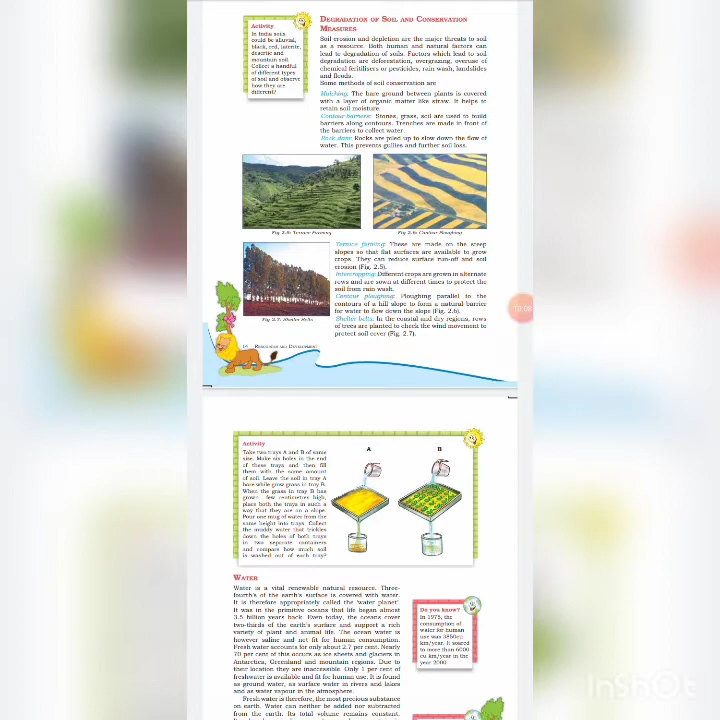 Activity
In India soils
could be alluvial,
black, red, laterite,
desertic and
mountain soil.
Collect a handful
of different types
of soil and observe
how they are
different?
DEGRADATION OF SOIL AND CONSERVATION
MEASURES
Soil erosion and depletion are the major threats to soil
as a resource. Both human and natural factors can
lead to degradation of soils. Factors which lead to soil
degradation are deforestation, overgrazing, overuse of
chemical fertilisers or pesticides, rain wash, landslides
and floods.
Some methods of soil conservation are
Mulching: The bare ground between plants is covered
with a layer of organic matter like straw. It helps to
retain soil moisture.
Contour barriers: Stones, grass, soil are used to build
barriers along contours. Trenches are made in front of
the barriers to collect water.
Rock dam: Rocks are piled up to slow down the flow of
water. This prevents gullies and further soil loss.
Fig 2.5: Terrace Farming
Fig 2.6: Contour Ploughing
Terrace farming: These are made on the steep
slopes so that flat surfaces are available to grow
crops. They can reduce surface run-off and soil
erosion (Fig. 2.5).
Intercropping: Different crops are grown in alternate
rows and are sown at different times to protect the
soil from rain wash.
Contour ploughing: Ploughing parallel to the
contours of a hill slope to form a natural barrier
for water to flow down the slope (Fig. 2.6).
Shelter belts: In the coastal and dry regions, rows
of trees are planted to check the wind movement to
protect soil cover (Fig. 2.7).
Fig 2.7: Shelter Belts
14 RESOURCES AND DEVELOPMENT
Activity
Take two trays A and B of same
size. Make six holes in the end
of these trays and then fill
them with the same amount
of soil. Leave the soil in tray A
bare while grow grass in tray B.
When the grass in tray B has
grown few centimetres high,
place both the trays in such a
way that they are on a slope.
Pour one mug of water from the
same height into trays. Collect
the muddy water that trickles
down the holes of both trays
in two separate containers
and compare how much soil
is washed out of each tray?
A
B
WATER
Water is a vital renewable natural resource. Three-
fourth's of the earth's surface is covered with water.
It is therefore appropriately called the 'water planet'.
It was in the primitive oceans that life began almost
3.5 billion years back. Even today, the oceans cover
two-thirds of the earth's surface and support a rich
variety of plant and animal life. The ocean water is
however saline and not fit for human consumption.
Fresh water accounts for only about 2.7 per cent. Nearly
70 per cent of this occurs as ice sheets and glaciers in
Antarctica, Greenland and mountain regions. Due to
their location they are inaccessible. Only 1 per cent of
freshwater is available and fit for human use. It is found
as ground water, as surface water in rivers and lakes
and as water vapour in the atmosphere.
Fresh water is therefore, the most precious substance
on earth. Water can neither be added nor subtracted
from the earth. Its total volume remains constant.
Do you know?
In 1975, the
consumption of
water for human
use was 3850cu.
km/year. It soared
to more than 6000
cu km/year in the
year 2000.
InShOt